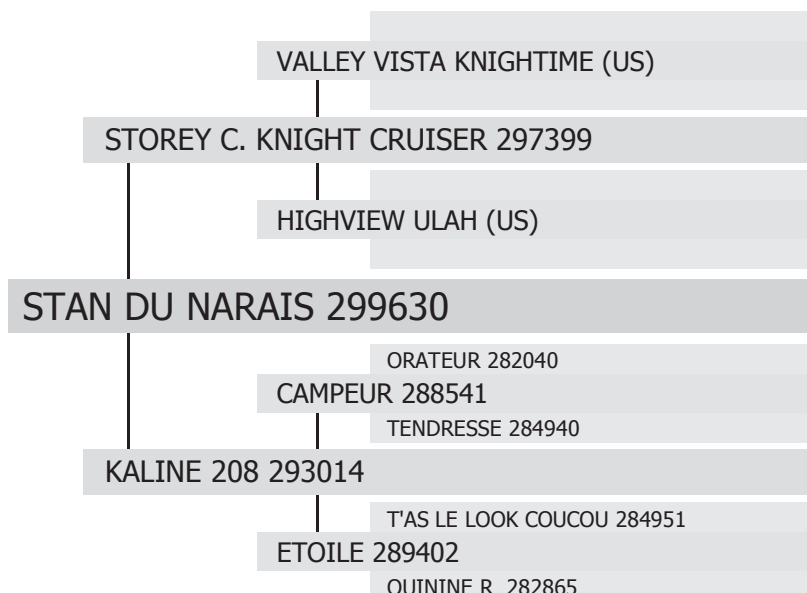 VALLEY VISTA KNIGHTIME (US)
STOREY C. KNIGHT CRUISER 297399
HIGHVIEW ULAH (US)
STAN DU NARAIS 299630
ORATEUR 282040
CAMPEUR 288541
TENDRESSE 284940
KALINE 208 293014
T'AS LE LOOK COUCOU 284951
ETOILE 289402
QUININE R. 282865